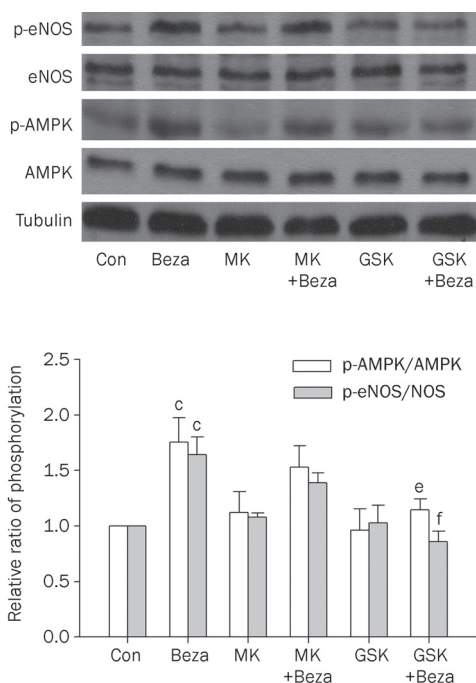 p-eNOS
eNOS
p-AMPK
AMPK
Tubulin
Con Beza MK MK GSK GSK
+Beza +Beza
Relative ratio of phosphorylation
2.5
2.0
1.5
1.0
0.5
0.0
p-AMPK/AMPK
p-eNOS/NOS
c
c
e
f
Con Beza MK MK GSK GSK
+Beza +Beza